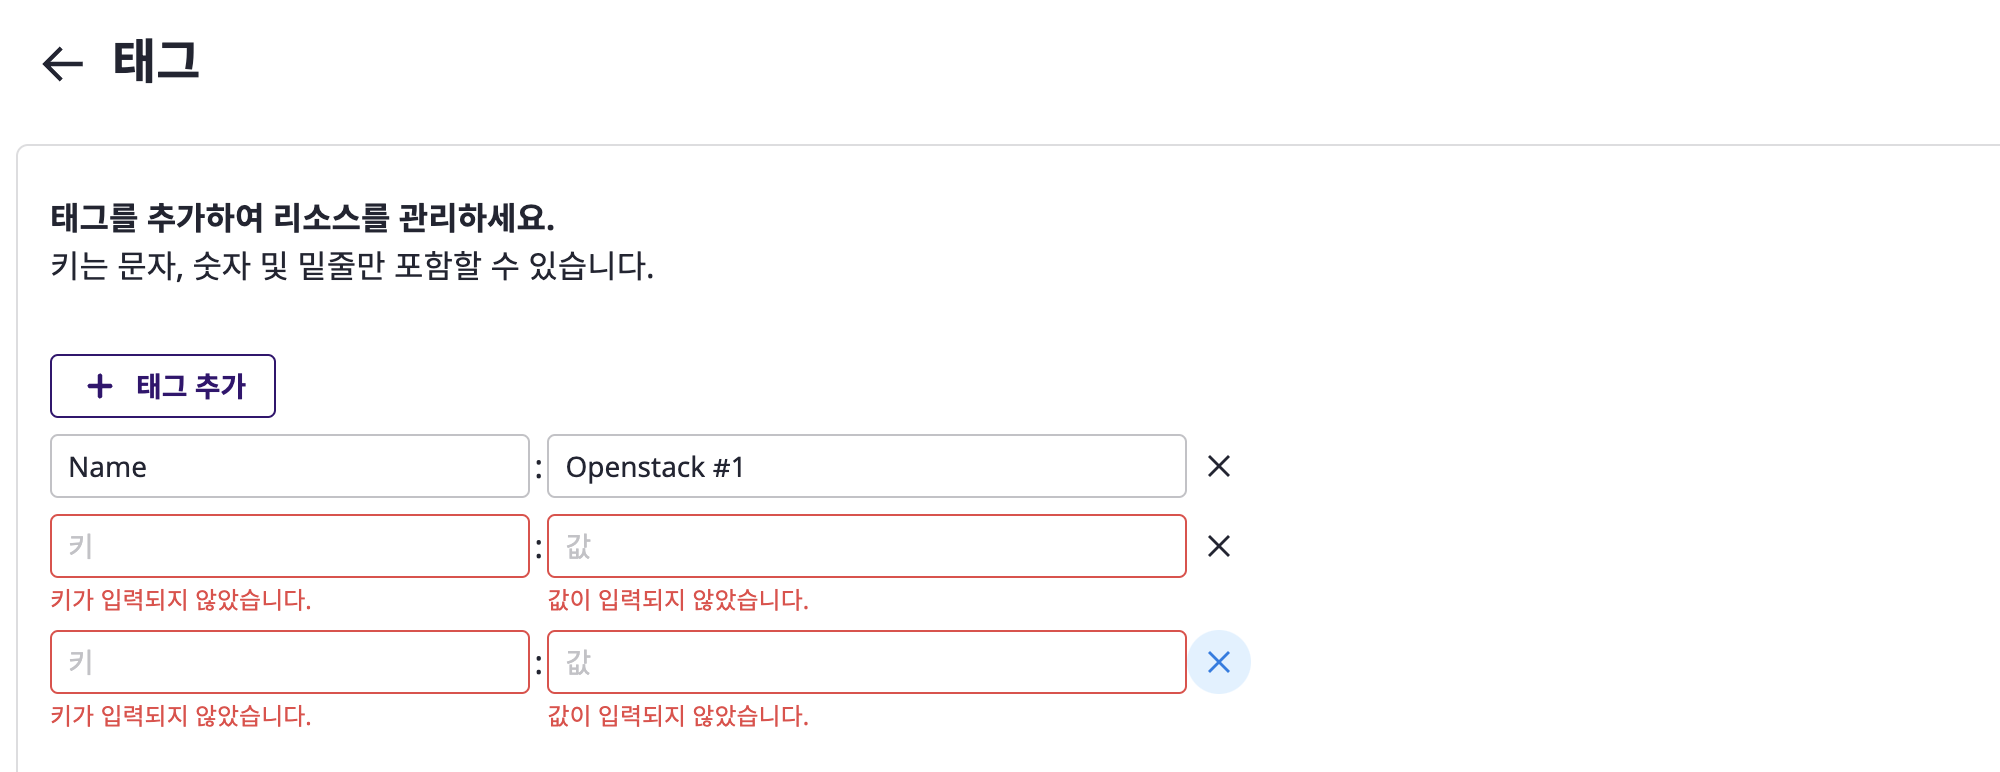 태그
태그를 추가하여 리소스를 관리하세요.
키는 문자, 숫자 및 밑줄만 포함할 수 있습니다.
태그 추가
Name : Openstack #1
키 : 값
키가 입력되지 않았습니다. 값이 입력되지 않았습니다.
키 : 값
키가 입력되지 않았습니다. 값이 입력되지 않았습니다.